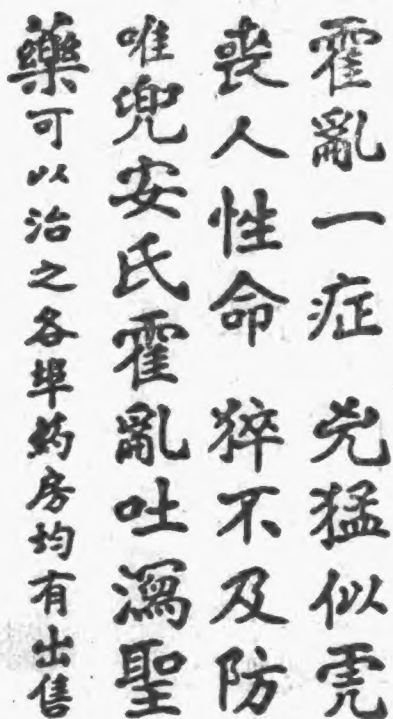 霍亂一症 兇猛似虎
喪人性命 猝不及防
唯兜安氏霍亂吐瀉聖
藥可以治之各埠药房均有出售